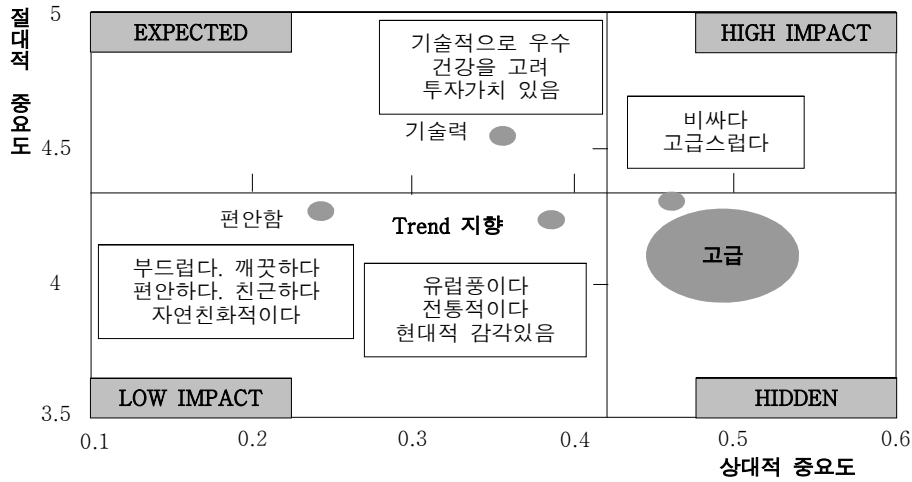 절대적 중요도
5
4.5
4
3.5
EXPECTED
HIGH IMPACT
기술적으로 우수
건강을 고려
투자가치 있음
기술력
비싸다
고급스럽다
편안함
Trend 지향
고급
부드럽다. 깨끗하다
편안하다. 친근하다
자연친화적이다
유럽풍이다
전통적이다
현대적 감각있음
LOW IMPACT
HIDDEN
0.1
0.2
0.3
0.4
0.5
0.6
상대적 중요도